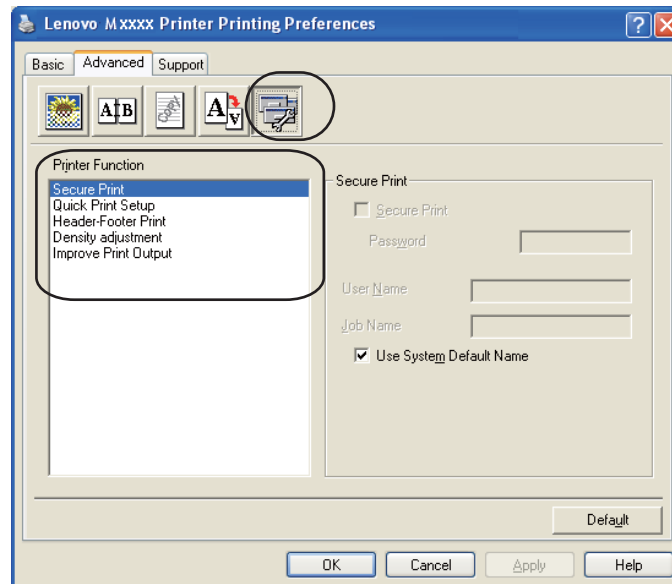 Lenovo Mxxxx Printer Printing Preferences
Basic Advanced Support
A B
A A
Printer Function
Secure Print
Quick Print Setup
Header-Footer Print
Density adjustment
Improve Print Output
Secure Print
Secure Print
Password
User Name
Job Name
Use System Default Name
Default
OK Cancel Apply Help